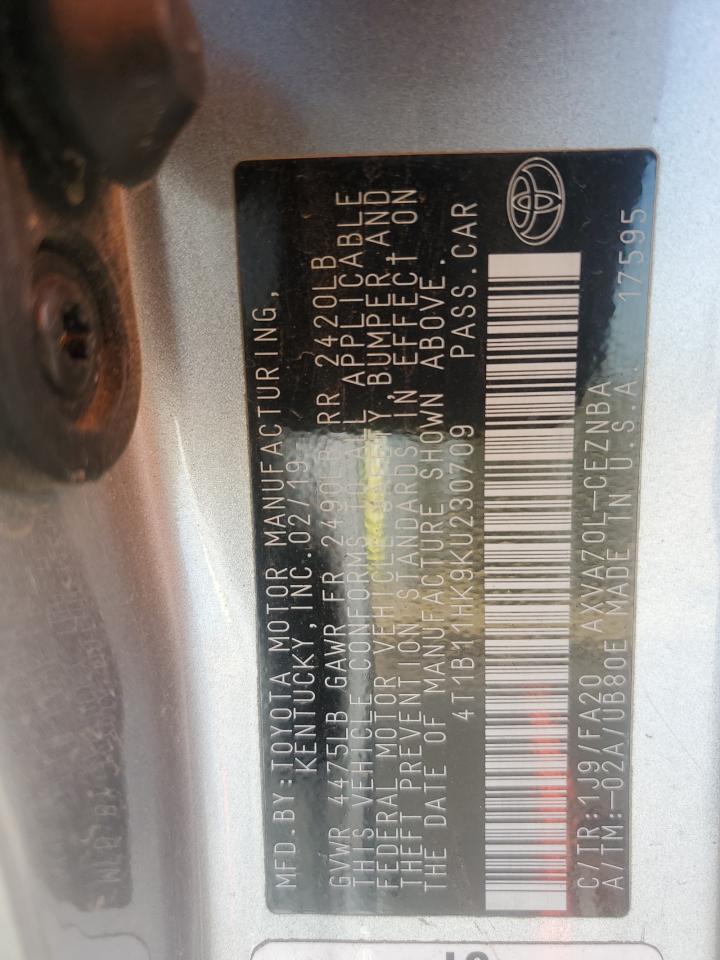 MFD.BY:TOYOTA MOTOR MANUFACTURING,
KENTUCKY, INC. 02/19
GVWR 4475LB GAWR FR 2490LB RR 2420LB
THIS VEHICLE CONFORMS TO ALL APPLICABLE
FEDERAL MOTOR VEHICLE SAFETY, BUMPER, AND
THEFT PREVENTION STANDARDS IN EFFECT ON
THE DATE OF MANUFACTURE SHOWN ABOVE.
4T1B11HK9KU230709 PASS.CAR
C/TR:1J9/FA20 AXVA70L-CEZNBA
A/TM:-02A/UB80E MADE IN U.S.A. 17595